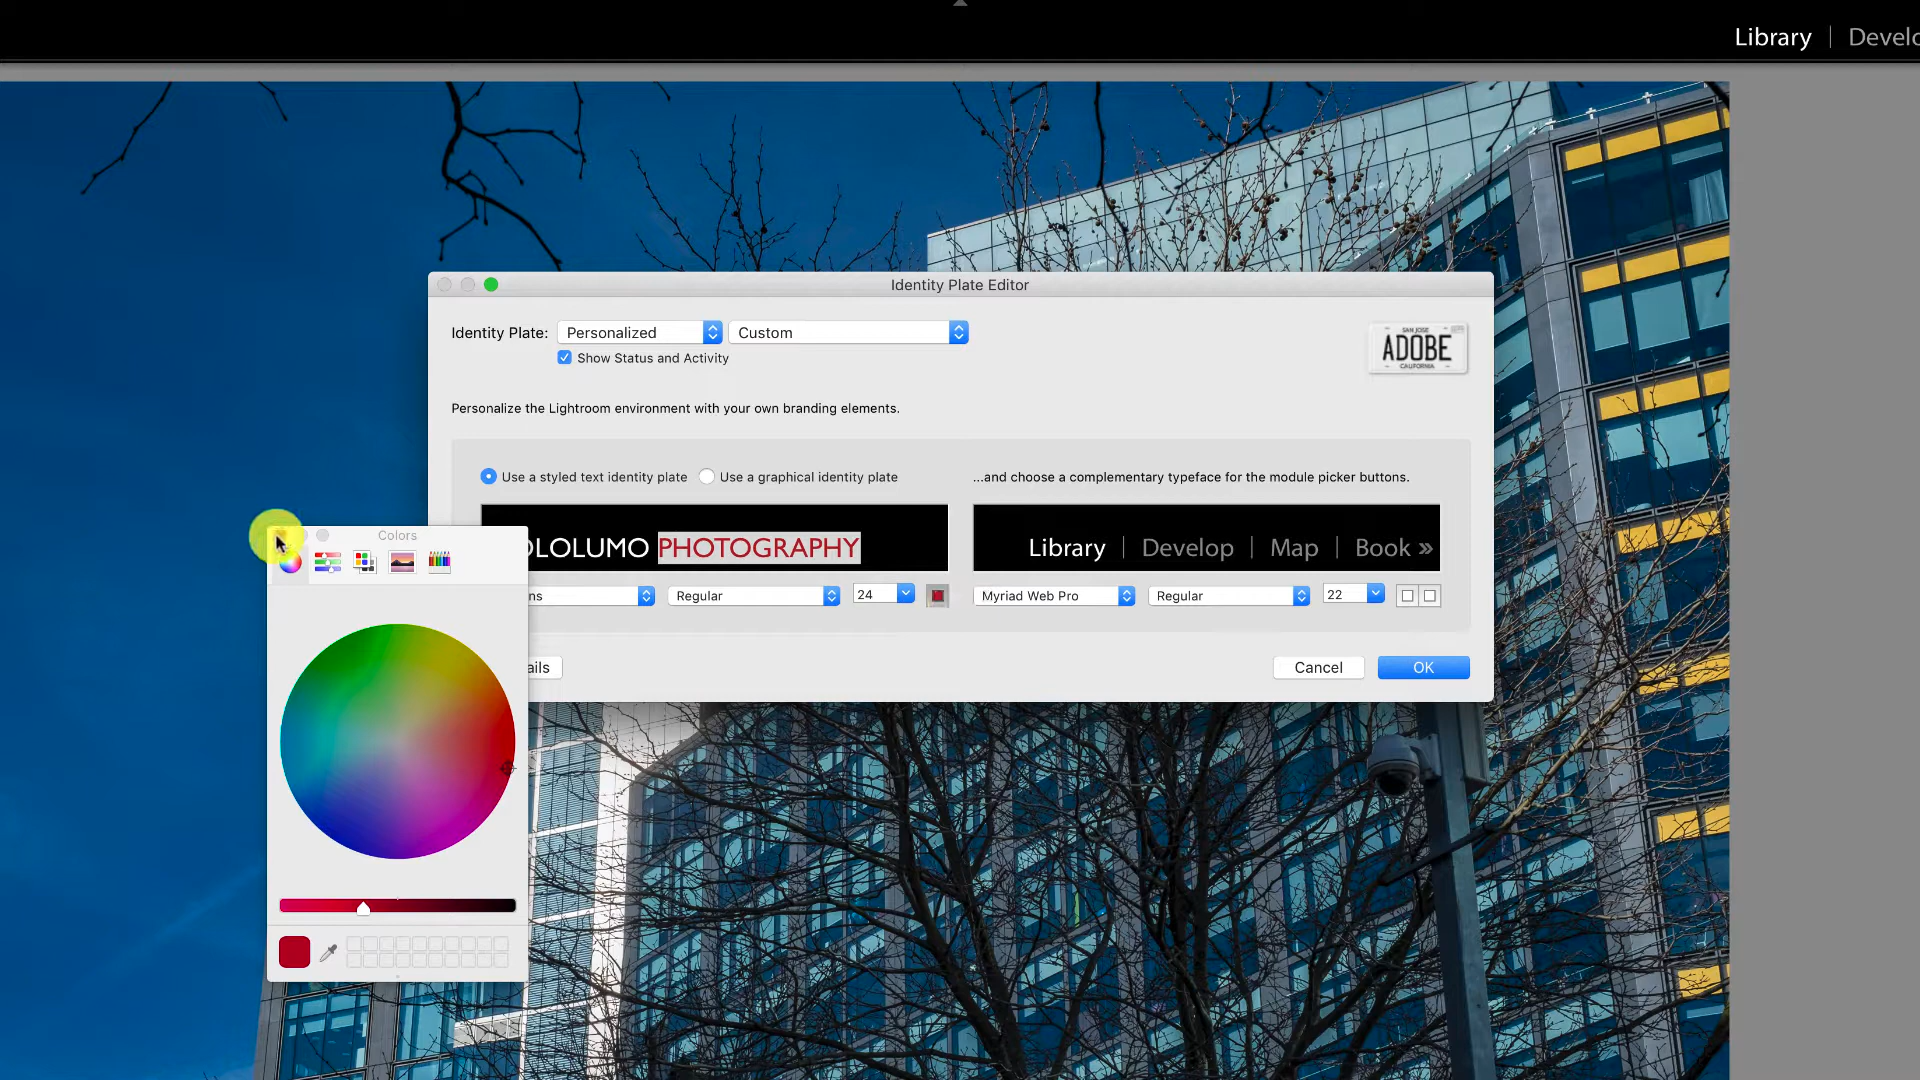 Library | Develo
Identity Plate Editor
Identity Plate: Personalized Custom
Show Status and Activity
SAN JOSE
ADOBE
CALIFORNIA
Personalize the Lightroom environment with your own branding elements.
Use a styled text identity plate Use a graphical identity plate ...and choose a complementary typeface for the module picker buttons.
Colors
OLOLUMO PHOTOGRAPHY Library | Develop | Map | Book »
ns Regular 24 Myriad Web Pro Regular 22
ails Cancel OK